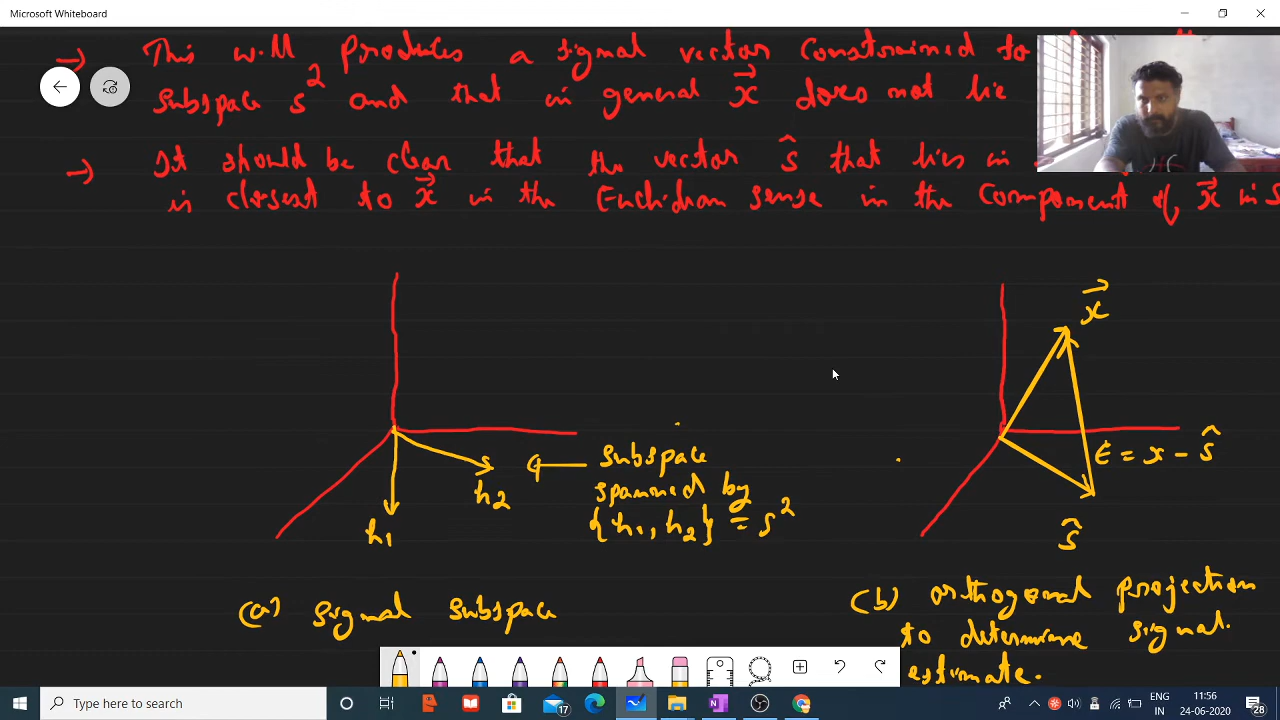 Microsoft Whiteboard
→ This will produces a signal vector constrained to
subspace s² and that in general x⃗ does not lie
→ It should be clear that the vector ŝ that lies in
is closest to x⃗ in the Euclidian sense in the component of x⃗ in s
x⃗
Subspace
spanned by
{h1, h2} = s²
h2
h1
ϵ = x - ŝ
ŝ
(a) Signal Subspace
(b) orthogonal projection
to determine signal.
estimate.
Type here to search
17
ENG
IN
11:56
24-06-2020
28